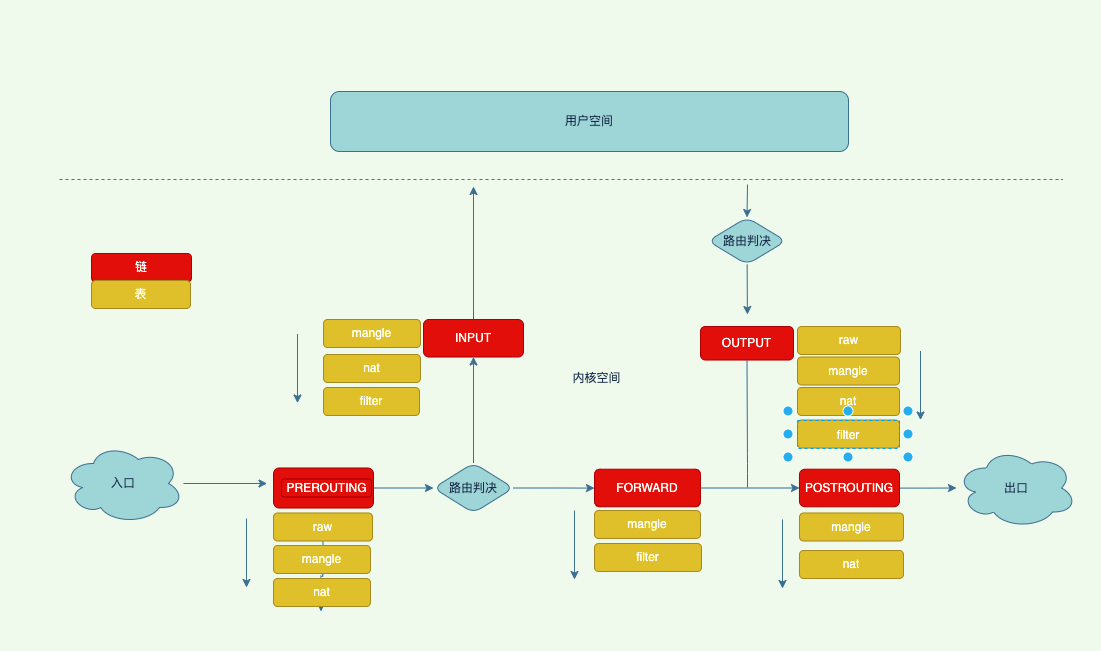 用户空间
路由判决
链
表
mangle
nat
filter
INPUT
内核空间
OUTPUT
raw
mangle
nat
filter
入口
PREROUTING
raw
mangle
nat
路由判决
FORWARD
mangle
filter
POSTROUTING
mangle
nat
出口